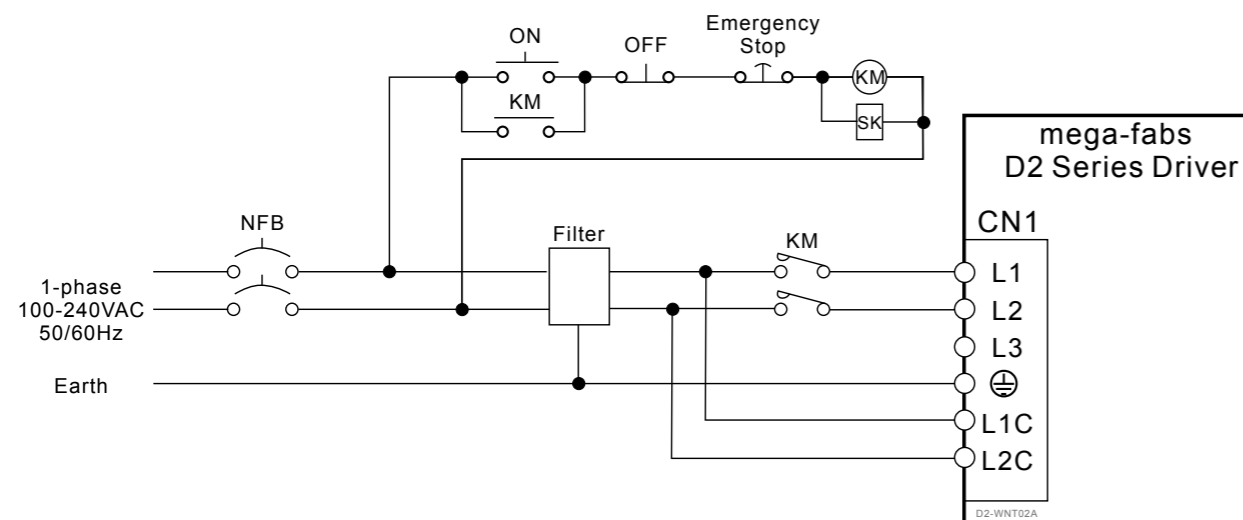 Emergency
Stop
ON
OFF
KM
KM
SK
mega-fabs
D2 Series Driver
CN1
NFB
Filter
KM
1-phase
100-240VAC
50/60Hz
L1
L2
L3
Earth
L1C
L2C
D2-WNT02A